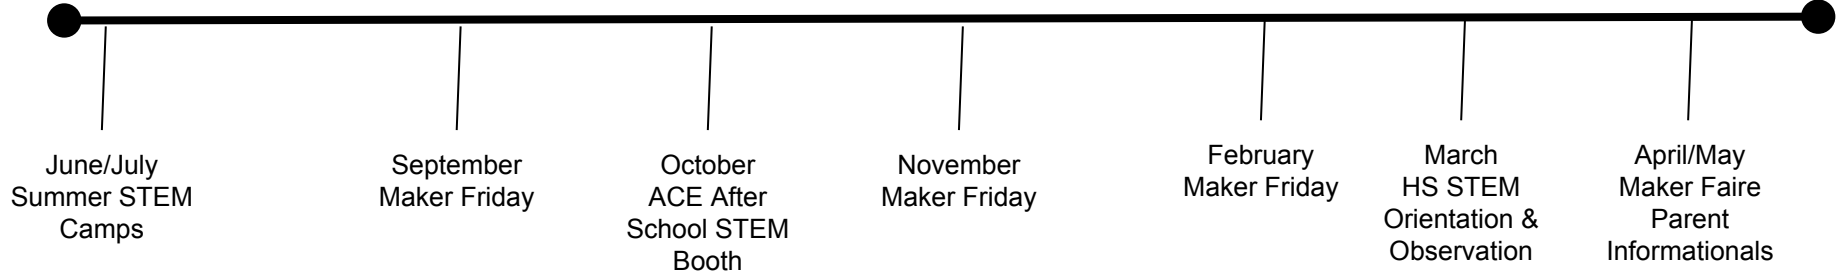 June/July
Summer STEM
Camps
September
Maker Friday
October
ACE After
School STEM
Booth
November
Maker Friday
February
Maker Friday
March
HS STEM
Orientation &
Observation
April/May
Maker Faire
Parent
Informationals